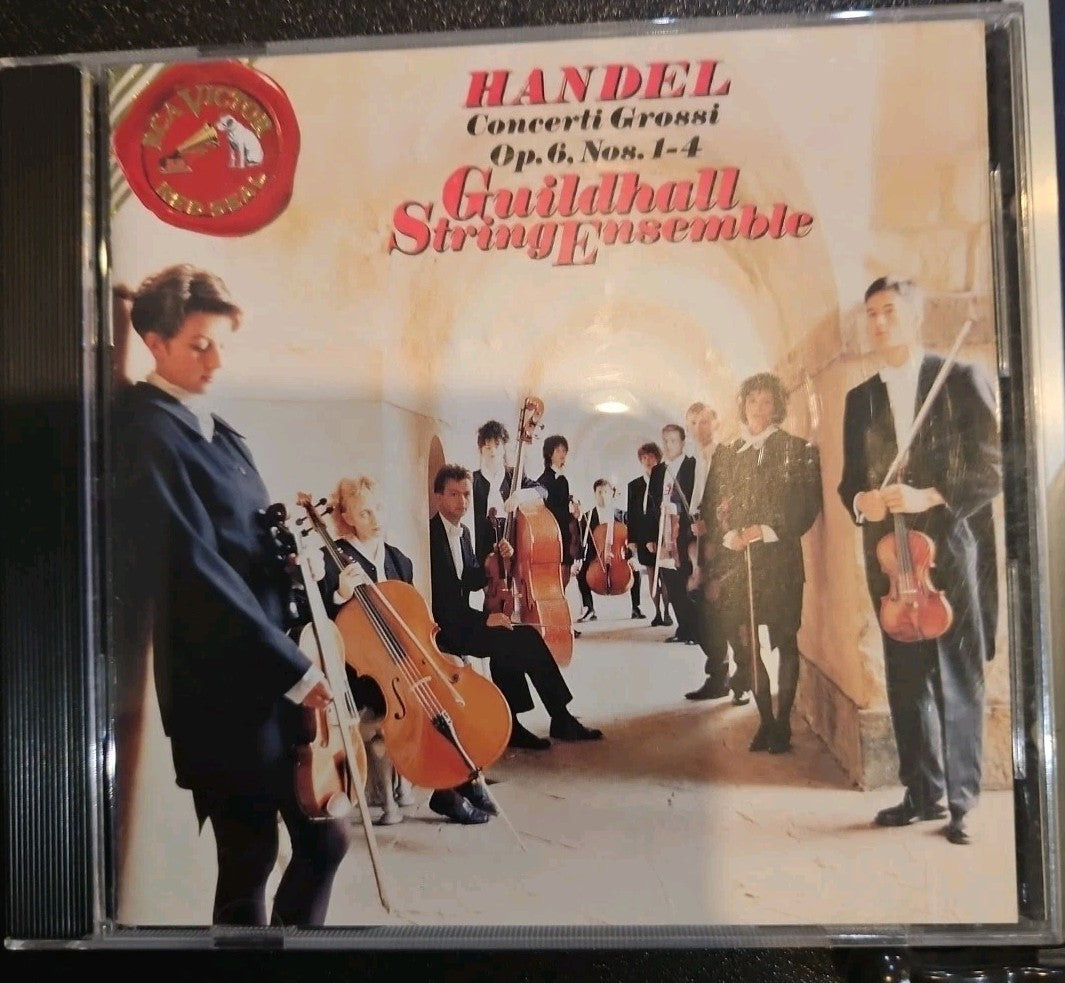 RCA VICTOR
RED SEAL
HANDEL
Concerti Grossi
Op. 6, Nos. 1-4
Guildhall
String Ensemble